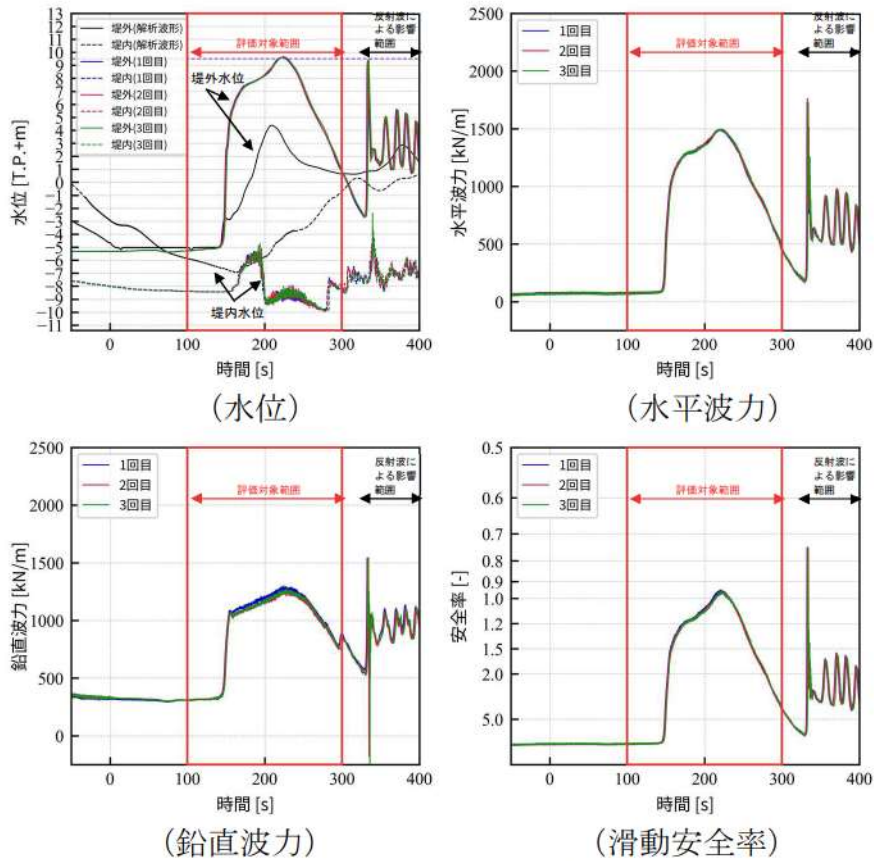 13
12
11
10
9
8
7
6
5
4
3
2
1
0
−1
−2
−3
−4
−5
−6
−7
−8
−9
−10
−11
水位 [T.P.+m]
堤外(解析波形)
堤内(解析波形)
堤外(1回目)
堤内(1回目)
堤外(2回目)
堤内(2回目)
堤外(3回目)
堤内(3回目)
評価対象範囲
反射波に
よる影響
範囲
堤外水位
堤内水位
0 100 200 300 400
時間 [s]
(水位)
2500
2000
1500
1000
500
0
水平波力 [kN/m]
1回目
2回目
3回目
評価対象範囲
反射波に
よる影響
範囲
0 100 200 300 400
時間 [s]
(水平波力)
2500
2000
1500
1000
500
0
鉛直波力 [kN/m]
1回目
2回目
3回目
評価対象範囲
反射波に
よる影響
範囲
0 100 200 300 400
時間 [s]
(鉛直波力)
0.5
0.6
0.7
0.8
0.9
1.0
1.2
1.5
2.0
5.0
安全率 [-]
1回目
2回目
3回目
評価対象範囲
反射波に
よる影響
範囲
0 100 200 300 400
時間 [s]
(滑動安全率)